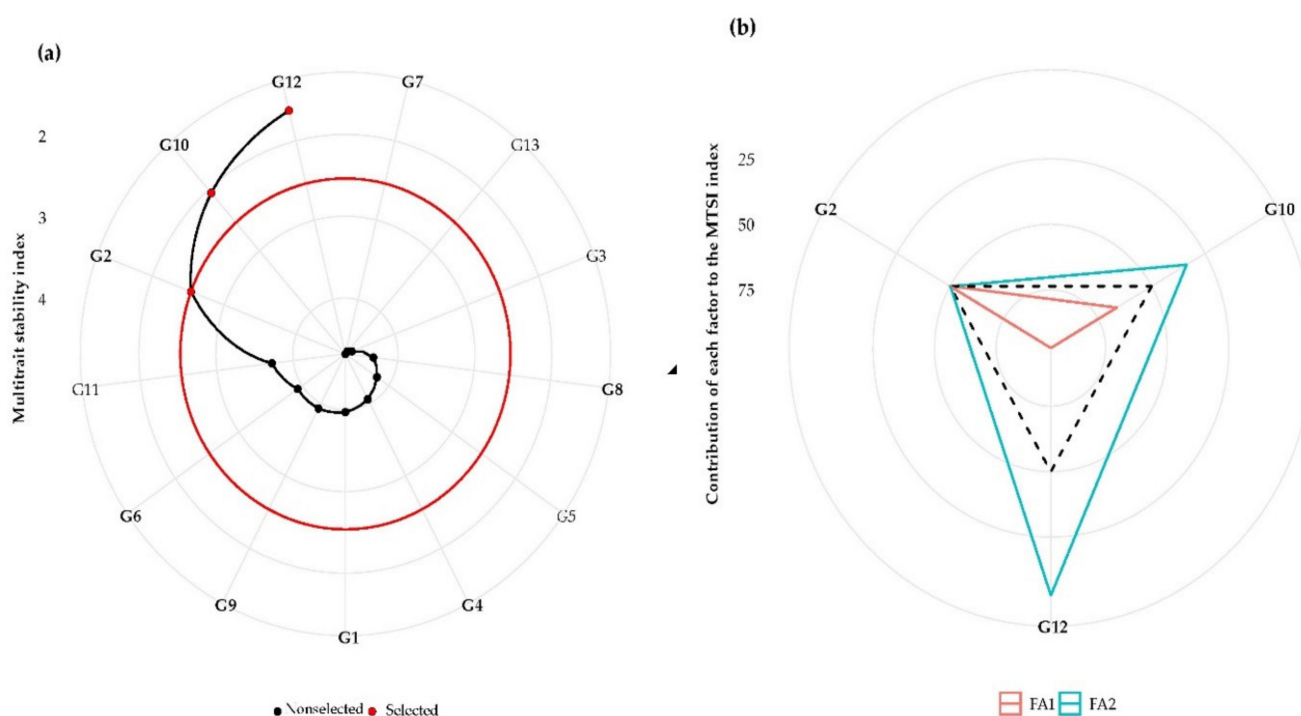 (a)
(b)
G12
G7
2
G10
G13
25
3
G2
G3
G2
G10
50
4
75
Multitrait stability index
Contribution of each factor to the MTSI index
G11
G8
G6
G5
G9
G4
G1
G12
Nonselected Selected
FA1 FA2